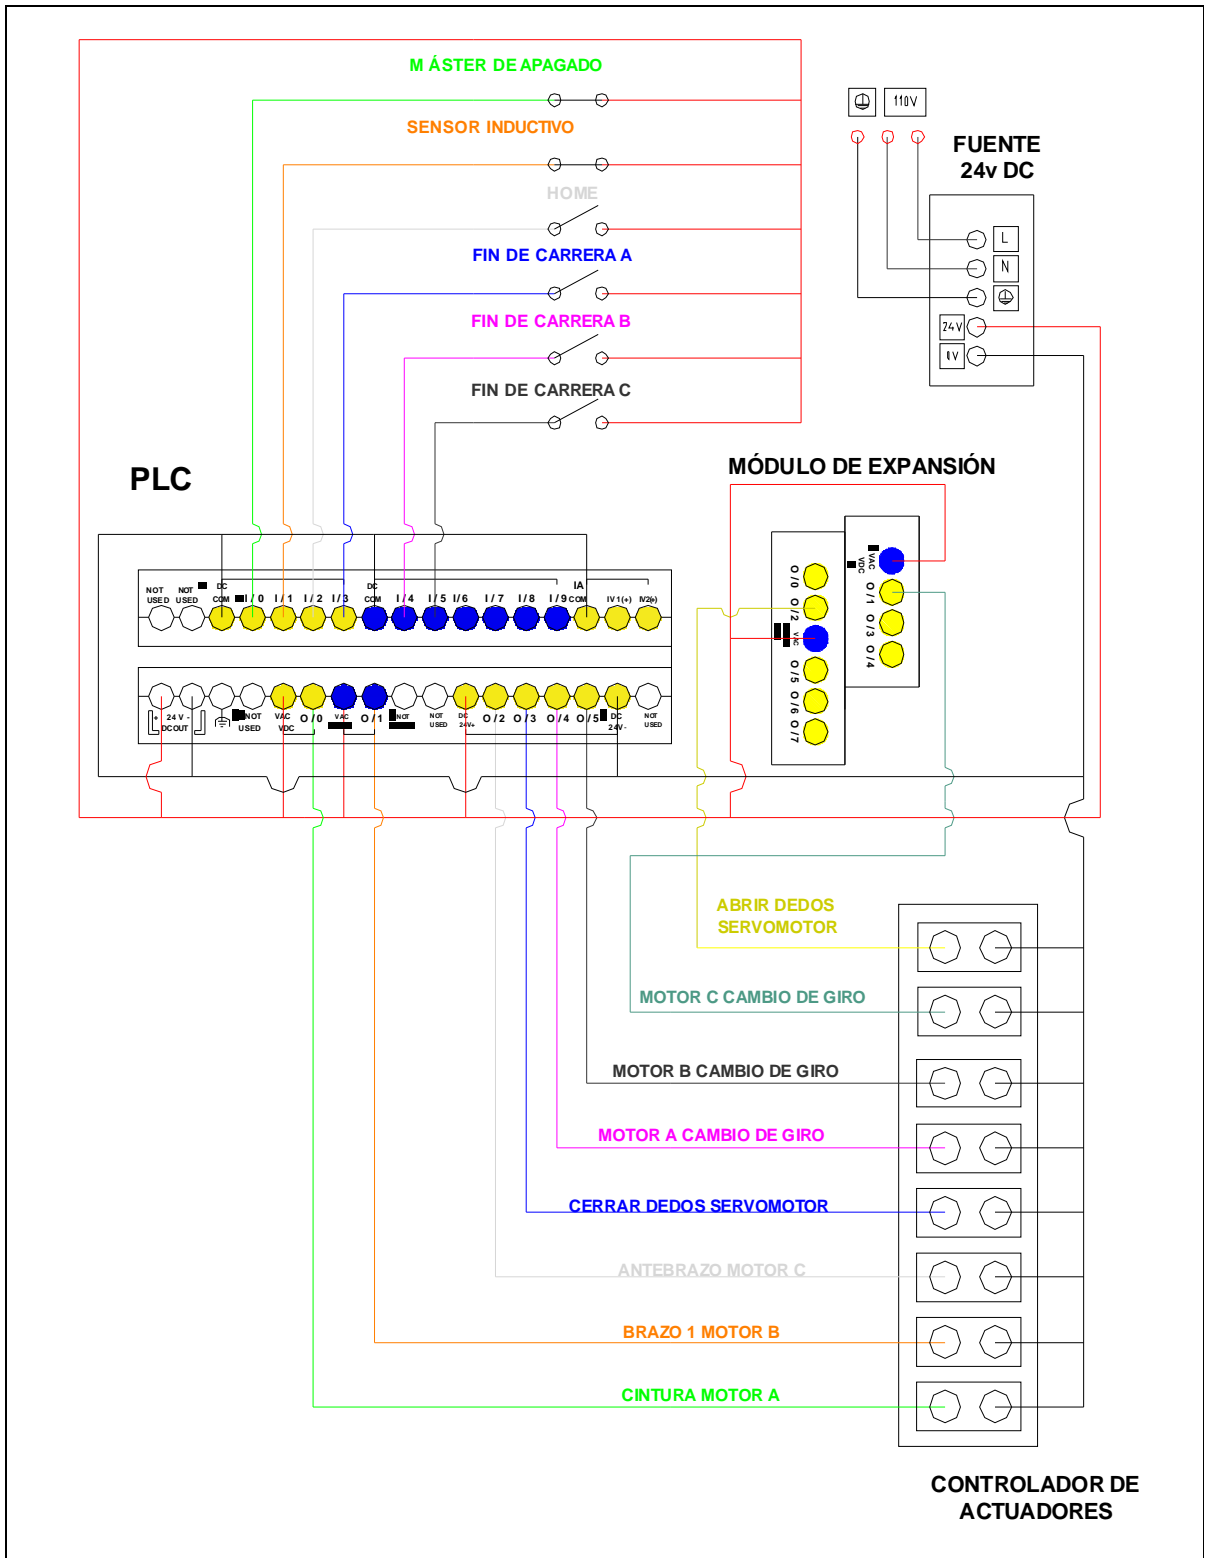 M ÁSTER DE APAGADO
SENSOR INDUCTIVO
HOME
FIN DE CARRERA A
FIN DE CARRERA B
FIN DE CARRERA C
110V
FUENTE
24v DC
L
N
24V
0V
PLC
MÓDULO DE EXPANSIÓN
NOT
USED
NOT
USED
DC
COM
I / 0
I / 1
I / 2
I / 3
DC
COM
I / 4
I / 5
I / 6
I / 7
I / 8
I / 9
IA
COM
IV 1 (+)
IV2(+)
+ 24 V -
DC OUT
NOT
USED
VAC
VDC
O / 0
VAC
O / 1
NOT
NOT
USED
DC
24V+
O / 2
O / 3
O / 4
O / 5
DC
24V -
NOT
USED
O / 0
O / 2
VAC
O / 5
O / 6
O / 7
VAC
VDC
O / 1
O / 3
O / 4
ABRIR DEDOS
SERVOMOTOR
MOTOR C CAMBIO DE GIRO
MOTOR B CAMBIO DE GIRO
MOTOR A CAMBIO DE GIRO
CERRAR DEDOS SERVOMOTOR
ANTEBRAZO MOTOR C
BRAZO 1 MOTOR B
CINTURA MOTOR A
CONTROLADOR DE
ACTUADORES